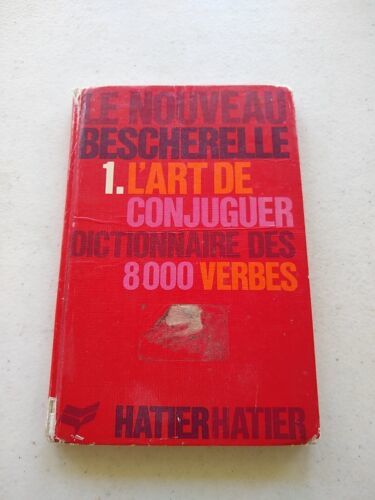 LE NOUVEAU
BESCHERELLE
1. L'ART DE
CONJUGUER
DICTIONNAIRE DES
8000 VERBES
HATIER HATIER